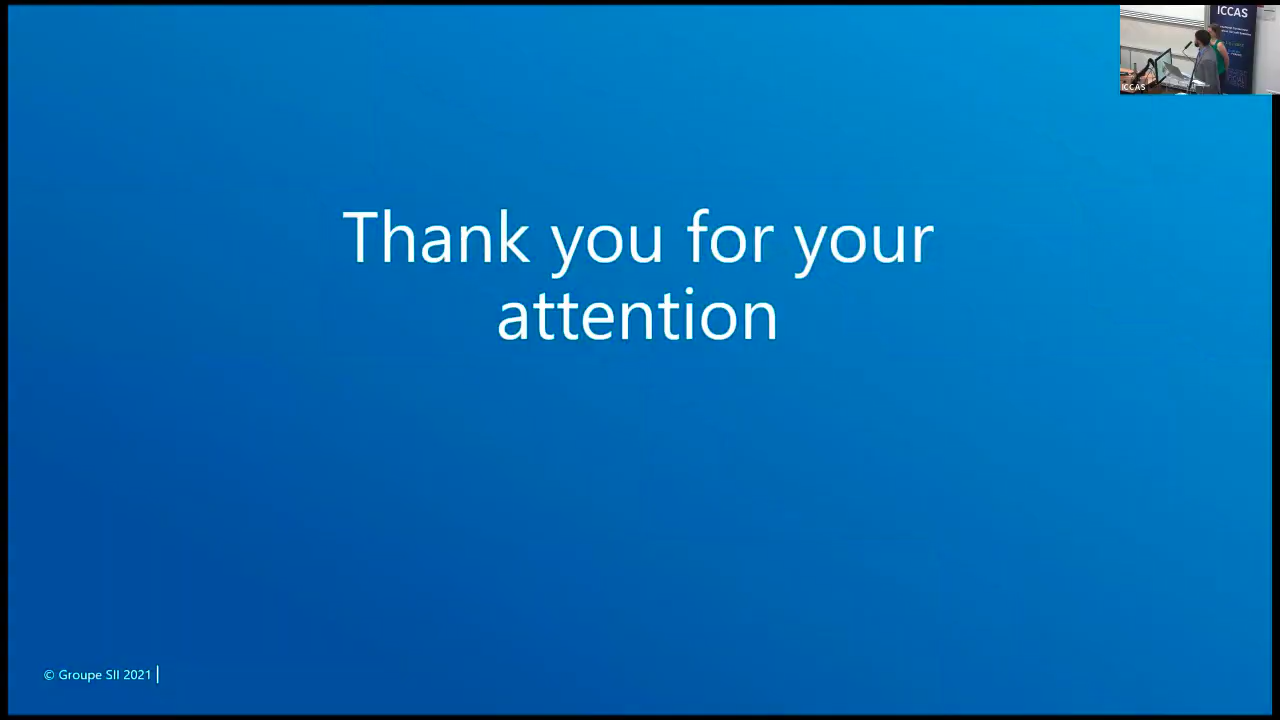 ICCAS
ICCAS
Thank you for your
attention
© Groupe SII 2021